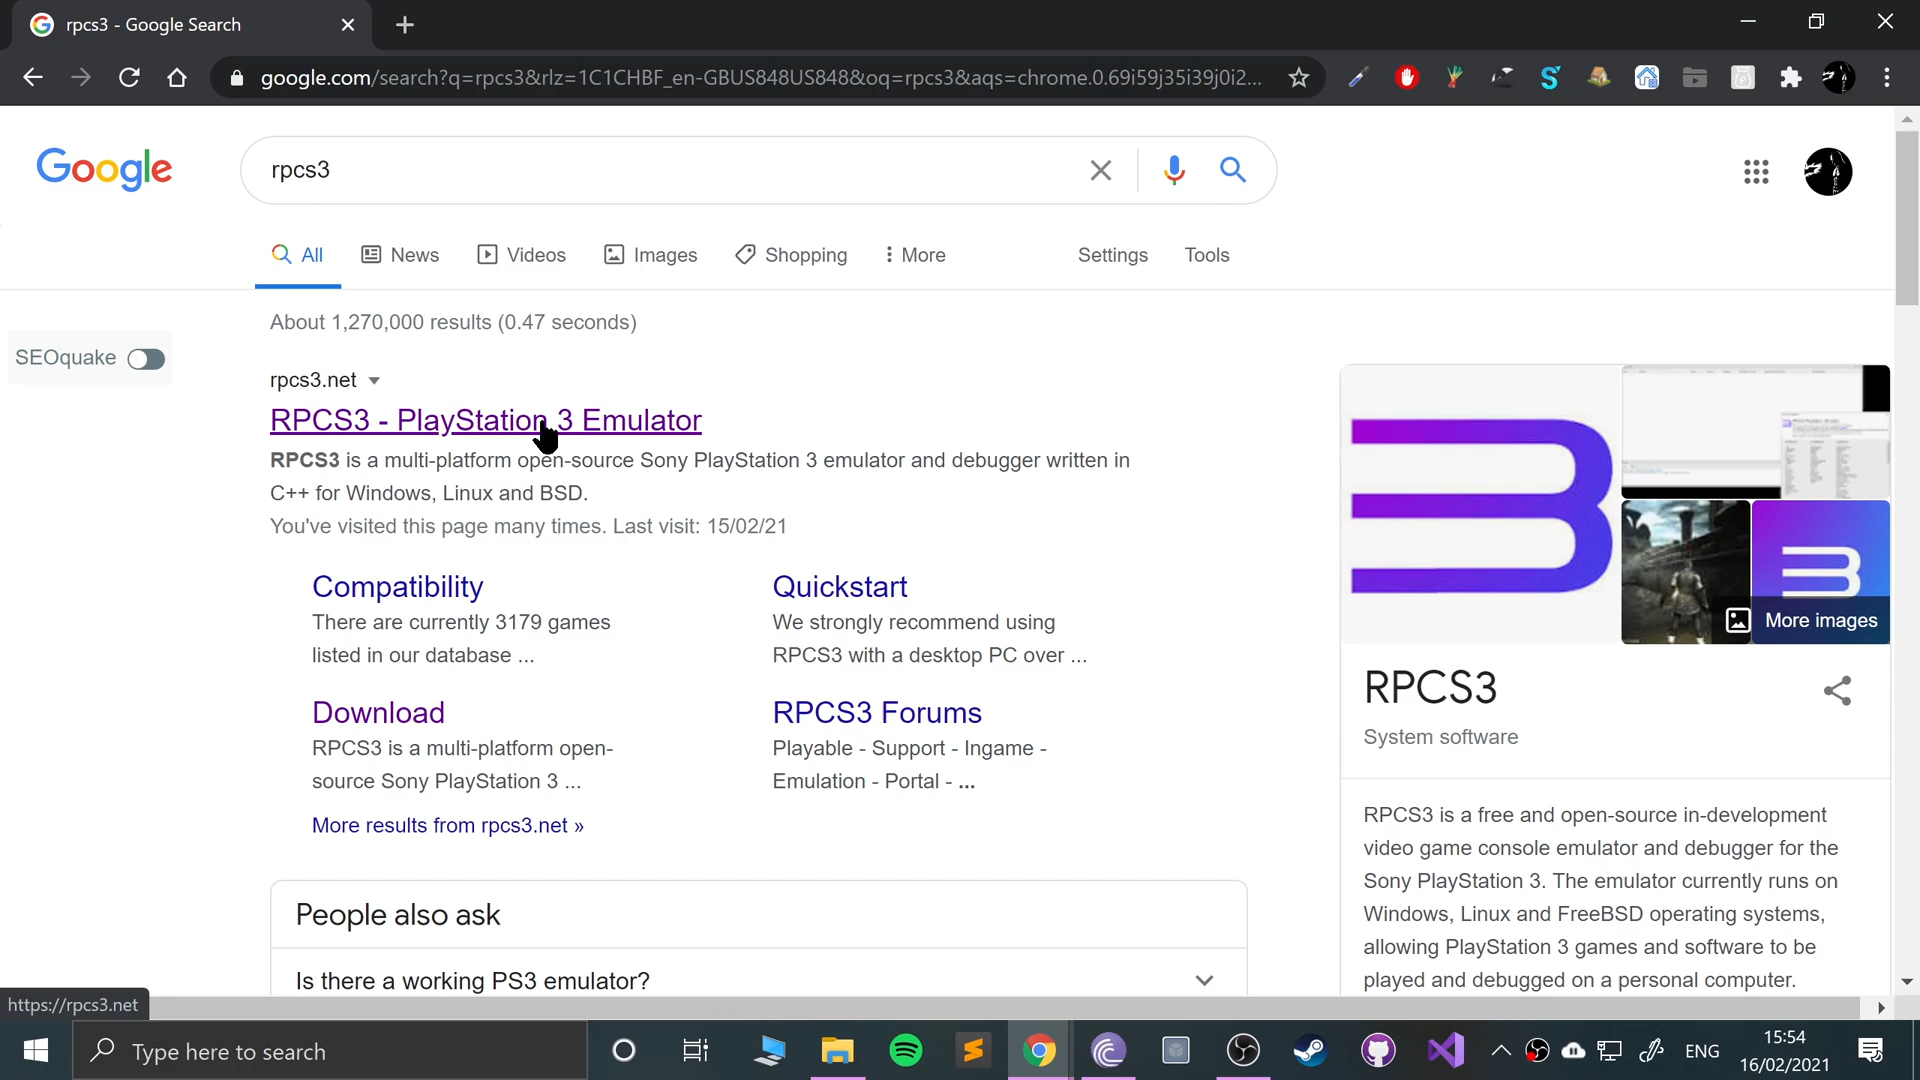 rpcs3 - Google Search
google.com/search?q=rpcs3&rlz=1C1CHBF_en-GBUS848US848&oq=rpcs3&aqs=chrome.0.69i59j35i39j0i2...
Google
rpcs3
All
News
Videos
Images
Shopping
More
Settings
Tools
About 1,270,000 results (0.47 seconds)
SEOquake
rpcs3.net
RPCS3 - PlayStation 3 Emulator
RPCS3 is a multi-platform open-source Sony PlayStation 3 emulator and debugger written in
C++ for Windows, Linux and BSD.
You've visited this page many times. Last visit: 15/02/21
Compatibility
There are currently 3179 games
listed in our database ...
Quickstart
We strongly recommend using
RPCS3 with a desktop PC over ...
Download
RPCS3 is a multi-platform open-
source Sony PlayStation 3 ...
RPCS3 Forums
Playable - Support - Ingame -
Emulation - Portal - ...
More results from rpcs3.net »
People also ask
Is there a working PS3 emulator?
More images
RPCS3
System software
RPCS3 is a free and open-source in-development
video game console emulator and debugger for the
Sony PlayStation 3. The emulator currently runs on
Windows, Linux and FreeBSD operating systems,
allowing PlayStation 3 games and software to be
played and debugged on a personal computer.
https://rpcs3.net
Type here to search
ENG
15:54
16/02/2021